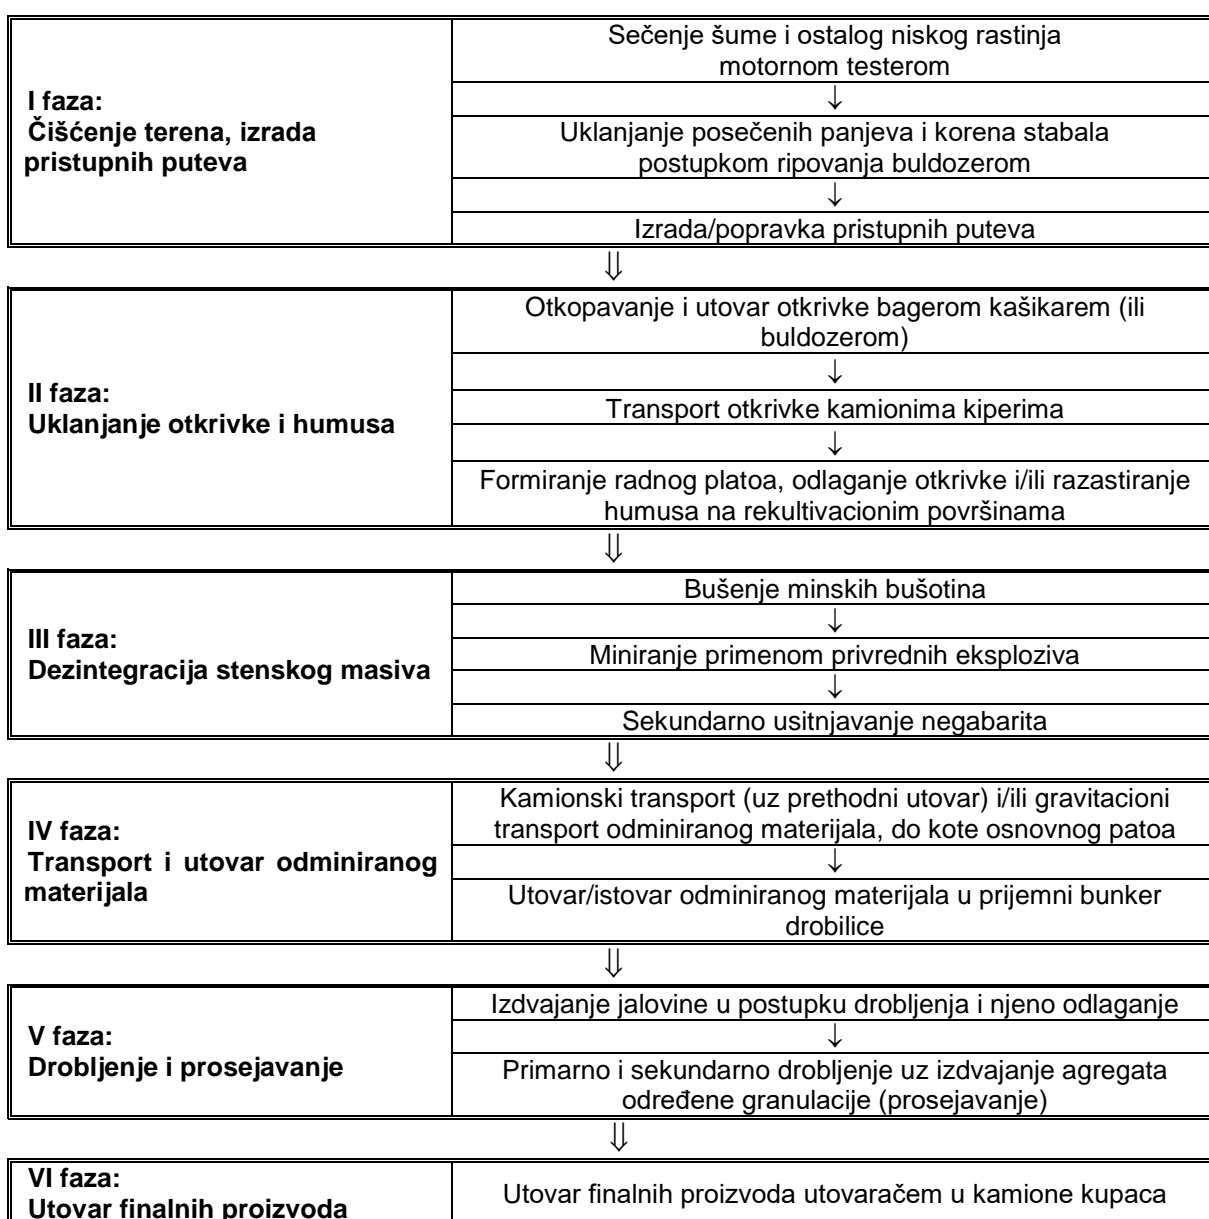 I faza:
Čišćenje terena, izrada
pristupnih puteva
Sečenje šume i ostalog niskog rastinja
motornom testerom
↓
Uklanjanje posečenih panjeva i korena stabala
postupkom ripovanja buldozerom
↓
Izrada/popravka pristupnih puteva
⇓
II faza:
Uklanjanje otkrivke i humusa
Otkopavanje i utovar otkrivke bagerom kašikarem (ili
buldozerom)
↓
Transport otkrivke kamionima kiperima
↓
Formiranje radnog platoa, odlaganje otkrivke i/ili razastiranje
humusa na rekultivacionim površinama
⇓
III faza:
Dezintegracija stenskog masiva
Bušenje minskih bušotina
↓
Miniranje primenom privrednih eksploziva
↓
Sekundarno usitnjavanje negabarita
⇓
IV faza:
Transport i utovar odminiranog
materijala
Kamionski transport (uz prethodni utovar) i/ili gravitacioni
transport odminiranog materijala, do kote osnovnog patoa
↓
Utovar/istovar odminiranog materijala u prijemni bunker
drobilice
⇓
V faza:
Drobljenje i prosejavanje
Izdvajanje jalovine u postupku drobljenja i njeno odlaganje
↓
Primarno i sekundarno drobljenje uz izdvajanje agregata
određene granulacije (prosejavanje)
⇓
VI faza:
Utovar finalnih proizvoda
Utovar finalnih proizvoda utovaračem u kamione kupaca